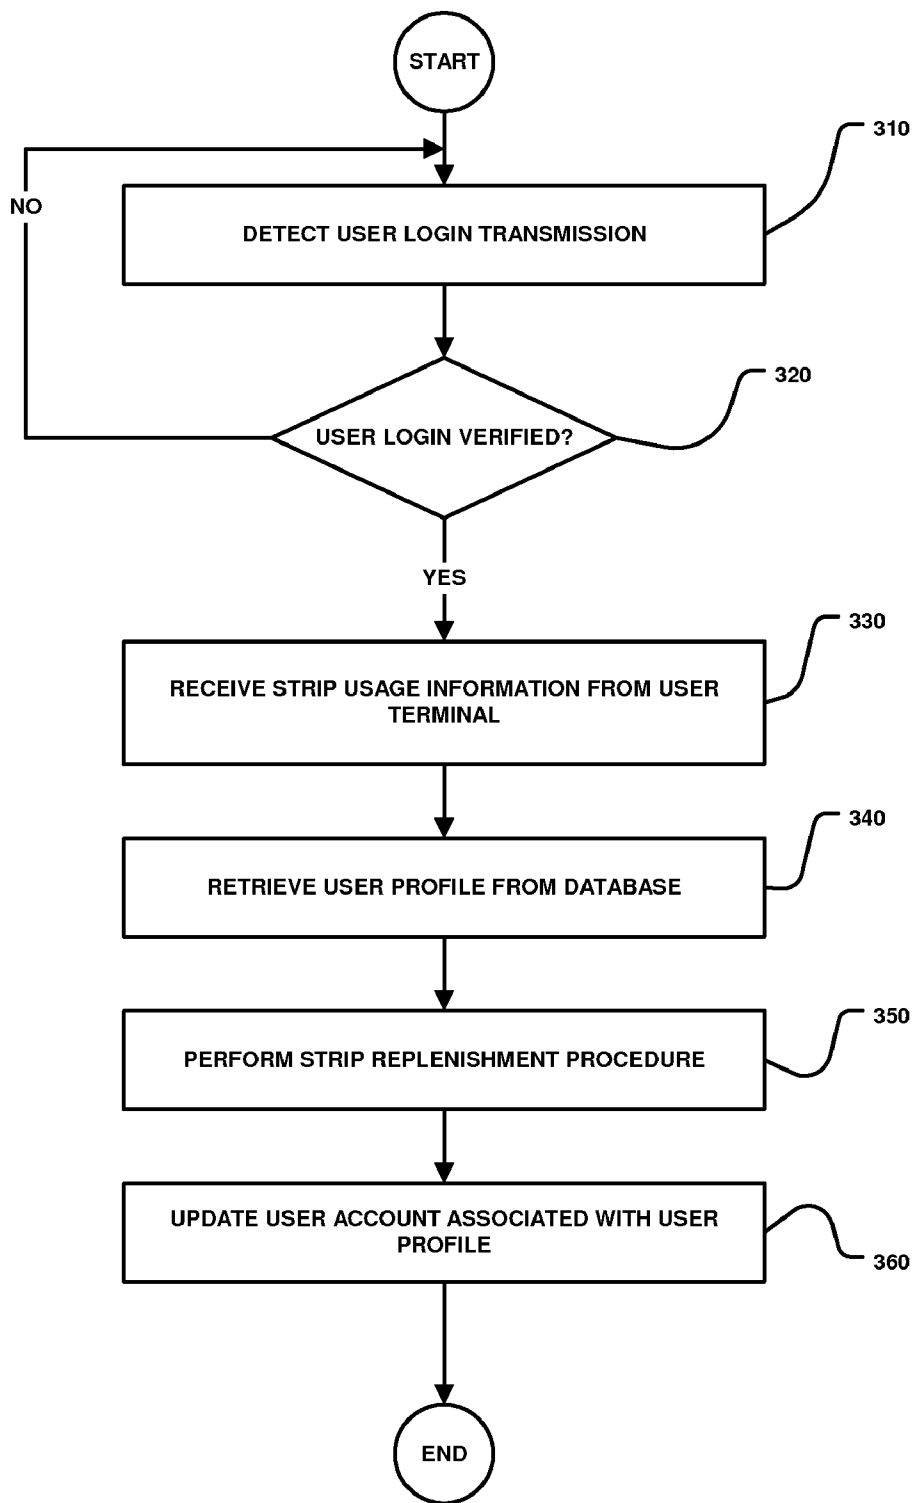 START
310
NO
DETECT USER LOGIN TRANSMISSION
320
USER LOGIN VERIFIED?
YES
330
RECEIVE STRIP USAGE INFORMATION FROM USER
TERMINAL
340
RETRIEVE USER PROFILE FROM DATABASE
350
PERFORM STRIP REPLENISHMENT PROCEDURE
UPDATE USER ACCOUNT ASSOCIATED WITH USER
PROFILE
360
END